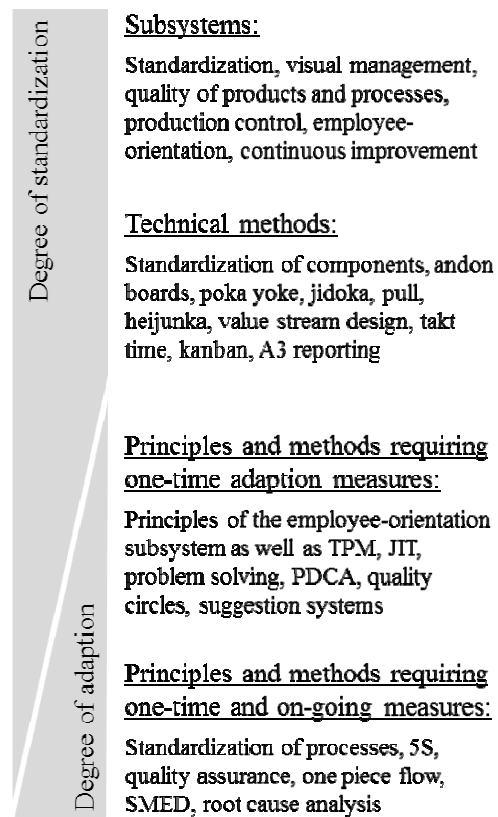 Degree of standardization
Subsystems:
Standardization, visual management,
quality of products and processes,
production control, employee-
orientation, continuous improvement
Technical methods:
Standardization of components, andon
boards, poka yoke, jidoka, pull,
heijunka, value stream design, takt
time, kanban, A3 reporting
Principles and methods requiring
one-time adaption measures:
Principles of the employee-orientation
subsystem as well as TPM, JIT,
problem solving, PDCA, quality
circles, suggestion systems
Degree of adaption
Principles and methods requiring
one-time and on-going measures:
Standardization of processes, 5S,
quality assurance, one piece flow,
SMED, root cause analysis